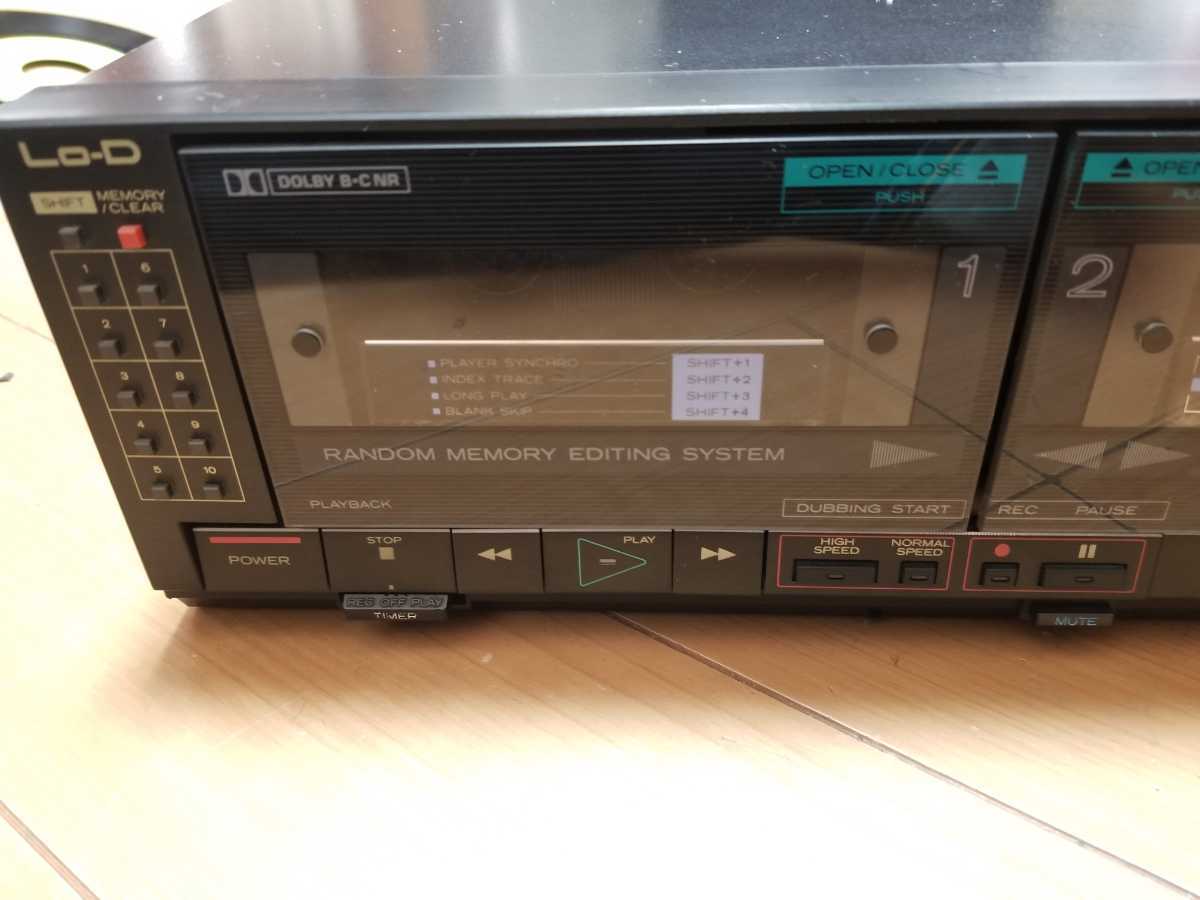 Lo-D
SHIFT MEMORY /CLEAR
1 6
2 7
3 8
4 9
5 10
DOLBY B·C NR
OPEN/CLOSE
PUSH
OPEN
1
2
PLAYER SYNCHRO SHIFT+1
INDEX TRACE SHIFT+2
LONG PLAY SHIFT+3
BLANK SKIP SHIFT+4
RANDOM MEMORY EDITING SYSTEM
PLAYBACK
DUBBING START
REC PAUSE
POWER
STOP
PLAY
HIGH SPEED
NORMAL SPEED
REC OFF PLAY
TIMER
MUTE